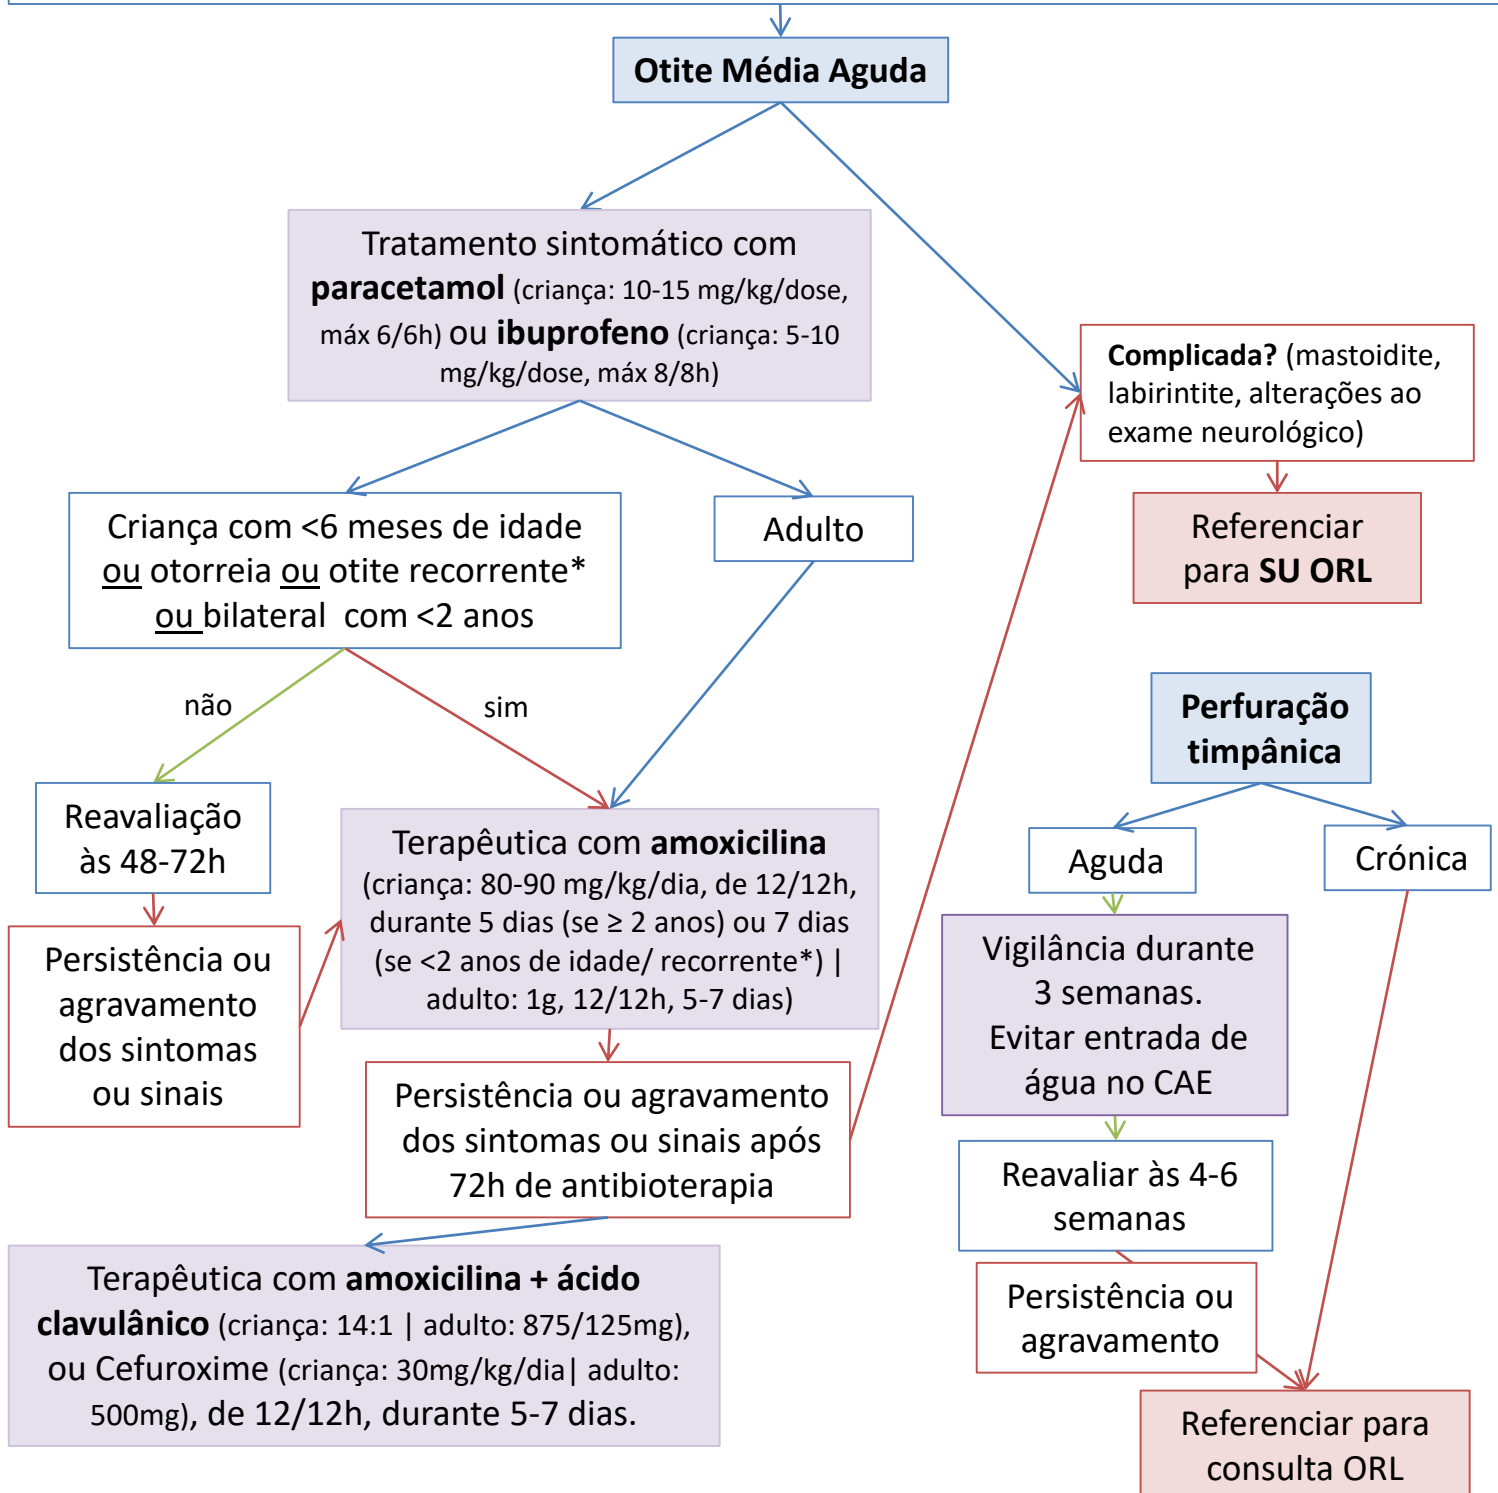 Otite Média Aguda
Tratamento sintomático com
paracetamol (criança: 10-15 mg/kg/dose,
máx 6/6h) ou ibuprofeno (criança: 5-10
mg/kg/dose, máx 8/8h)
Complicada? (mastoidite,
labirintite, alterações ao
exame neurológico)
Referenciar
para SU ORL
Criança com <6 meses de idade
ou otorreia ou otite recorrente*
ou bilateral com <2 anos
Adulto
não
sim
Reavaliação
às 48-72h
Persistência ou
agravamento
dos sintomas
ou sinais
Terapêutica com amoxicilina
(criança: 80-90 mg/kg/dia, de 12/12h,
durante 5 dias (se ≥ 2 anos) ou 7 dias
(se <2 anos de idade/ recorrente*) |
adulto: 1g, 12/12h, 5-7 dias)
Persistência ou agravamento
dos sintomas ou sinais após
72h de antibioterapia
Terapêutica com amoxicilina + ácido
clavulânico (criança: 14:1 | adulto: 875/125mg),
ou Cefuroxime (criança: 30mg/kg/dia| adulto:
500mg), de 12/12h, durante 5-7 dias.
Perfuração
timpânica
Aguda
Crónica
Vigilância durante
3 semanas.
Evitar entrada de
água no CAE
Reavaliar às 4-6
semanas
Persistência ou
agravamento
Referenciar para
consulta ORL